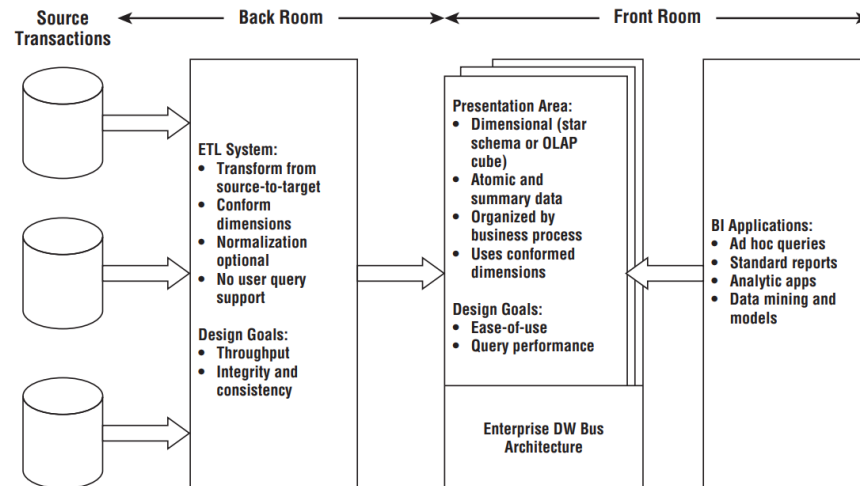 Source
Transactions
Back Room
Front Room
ETL System:
• Transform from
source-to-target
• Conform
dimensions
• Normalization
optional
• No user query
support
Design Goals:
• Throughput
• Integrity and
consistency
Presentation Area:
• Dimensional (star
schema or OLAP
cube)
• Atomic and
summary data
• Organized by
business process
• Uses conformed
dimensions
Design Goals:
• Ease-of-use
• Query performance
Enterprise DW Bus
Architecture
BI Applications:
• Ad hoc queries
• Standard reports
• Analytic apps
• Data mining and
models